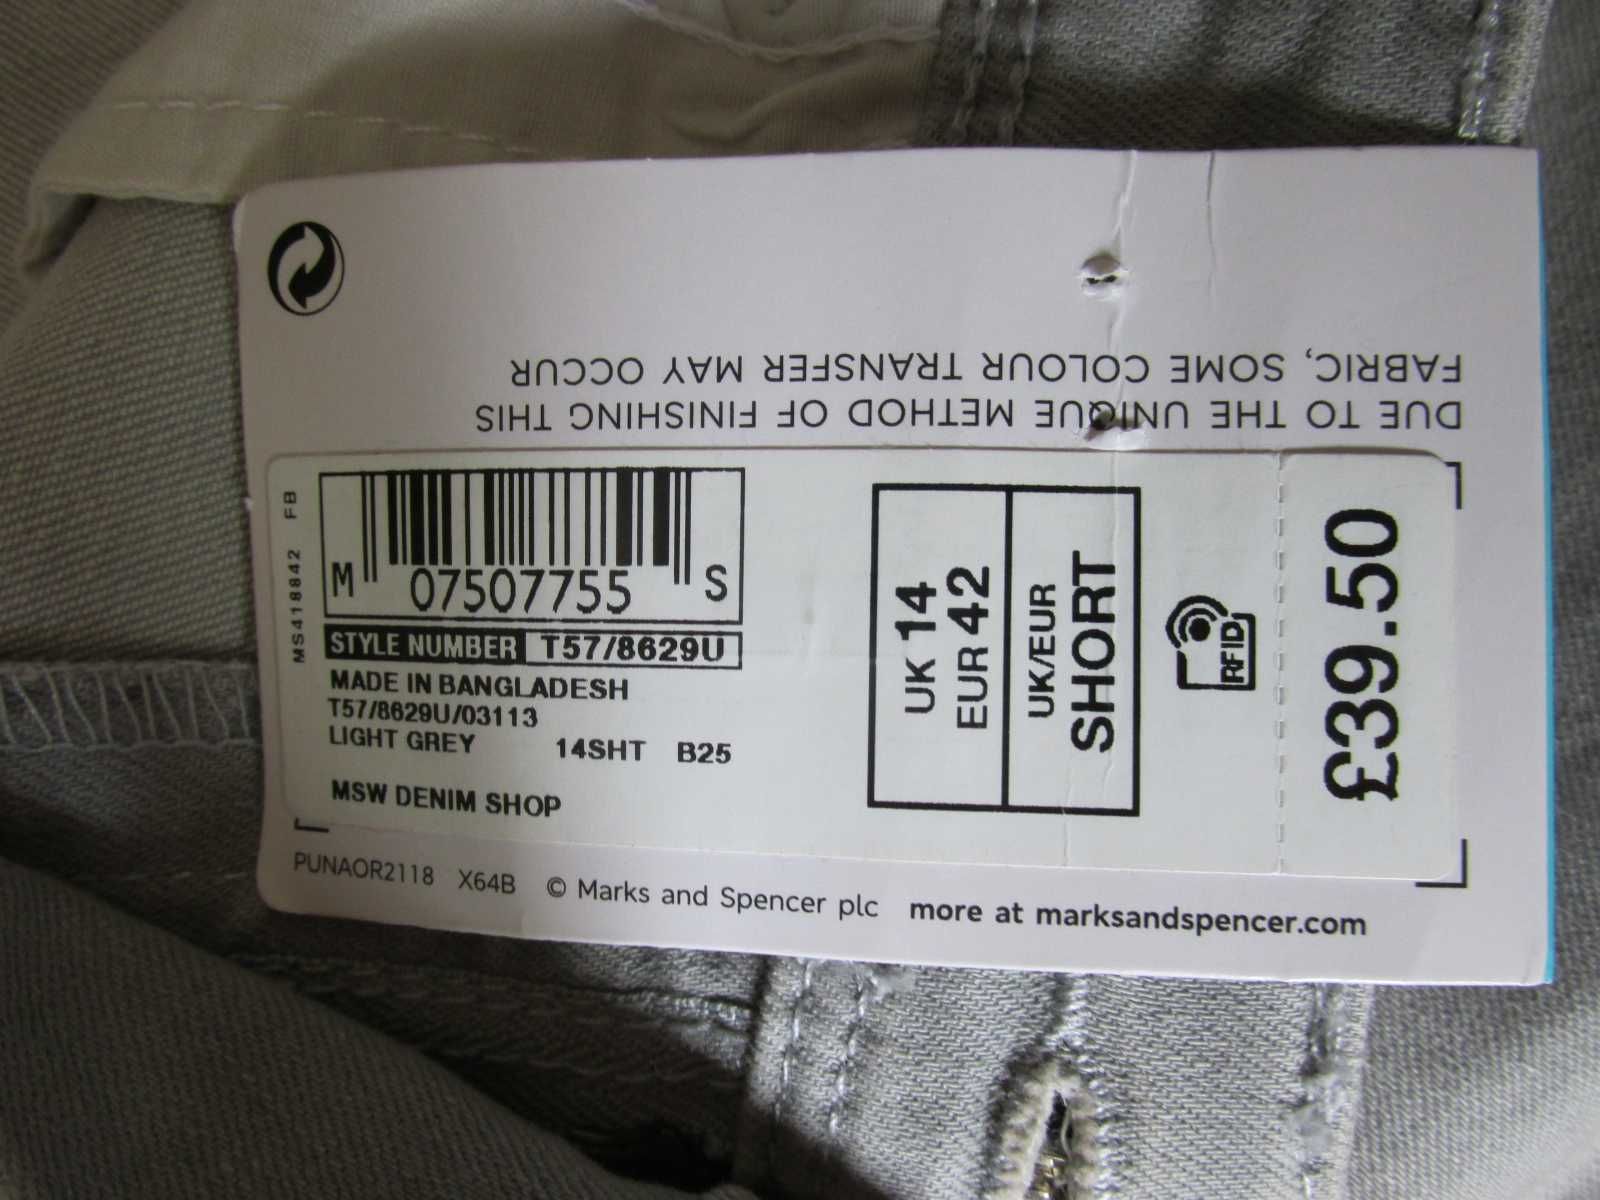 DUE TO THE UNIQUE METHOD OF FINISHING THIS
FABRIC, SOME COLOUR TRANSFER MAY OCCUR
MS418842 FB
M 07507755 S
STYLE NUMBER T57/8629U
MADE IN BANGLADESH
T57/8629U/03113
LIGHT GREY 14SHT B25
MSW DENIM SHOP
UK 14
EUR 42
UK/EUR
SHORT
RFID
£39.50
PUNAOR2118 X64B © Marks and Spencer plc more at marksandspencer.com